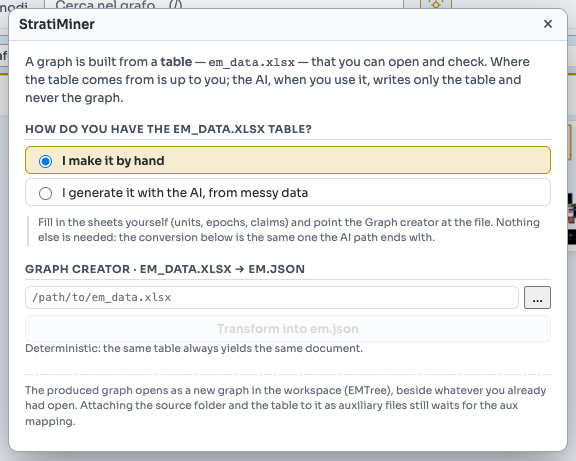 nodi
Cerca nel grafo (/)
StratiMiner
×
A graph is built from a table — em_data.xlsx — that you can open and check. Where
the table comes from is up to you; the AI, when you use it, writes only the table and
never the graph.
HOW DO YOU HAVE THE EM_DATA.XLSX TABLE?
I make it by hand
I generate it with the AI, from messy data
Fill in the sheets yourself (units, epochs, claims) and point the Graph creator at the file. Nothing
else is needed: the conversion below is the same one the AI path ends with.
GRAPH CREATOR · EM_DATA.XLSX → EM.JSON
/path/to/em_data.xlsx
...
Transform into em.json
Deterministic: the same table always yields the same document.
The produced graph opens as a new graph in the workspace (EMTree), beside whatever you already
had open. Attaching the source folder and the table to it as auxiliary files still waits for the aux
mapping.